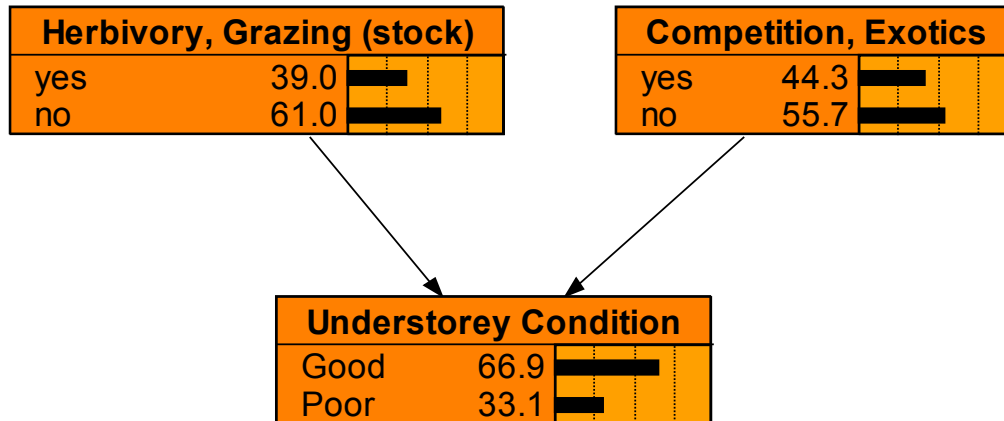 Herbivory, Grazing (stock)
yes 39.0
no 61.0
Competition, Exotics
yes 44.3
no 55.7
Understorey Condition
Good 66.9
Poor 33.1